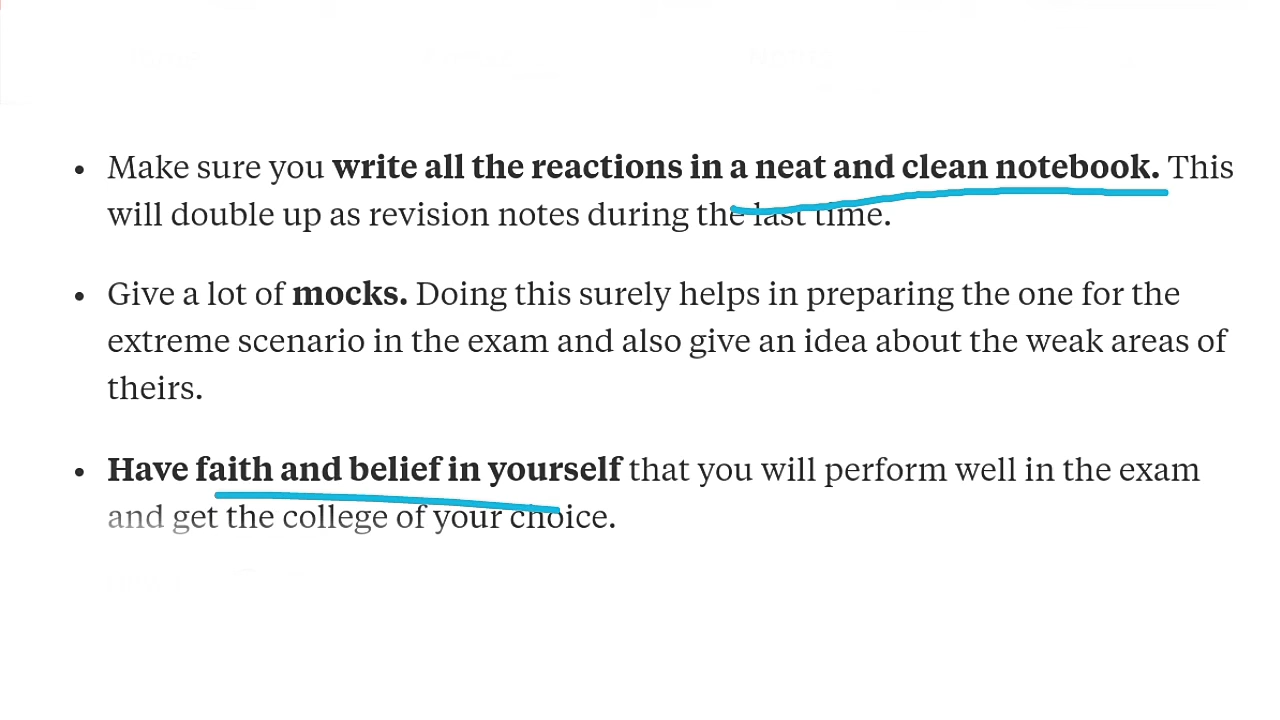 • Make sure you write all the reactions in a neat and clean notebook. This
will double up as revision notes during the last time.
• Give a lot of mocks. Doing this surely helps in preparing the one for the
extreme scenario in the exam and also give an idea about the weak areas of
theirs.
• Have faith and belief in yourself that you will perform well in the exam
and get the college of your choice.